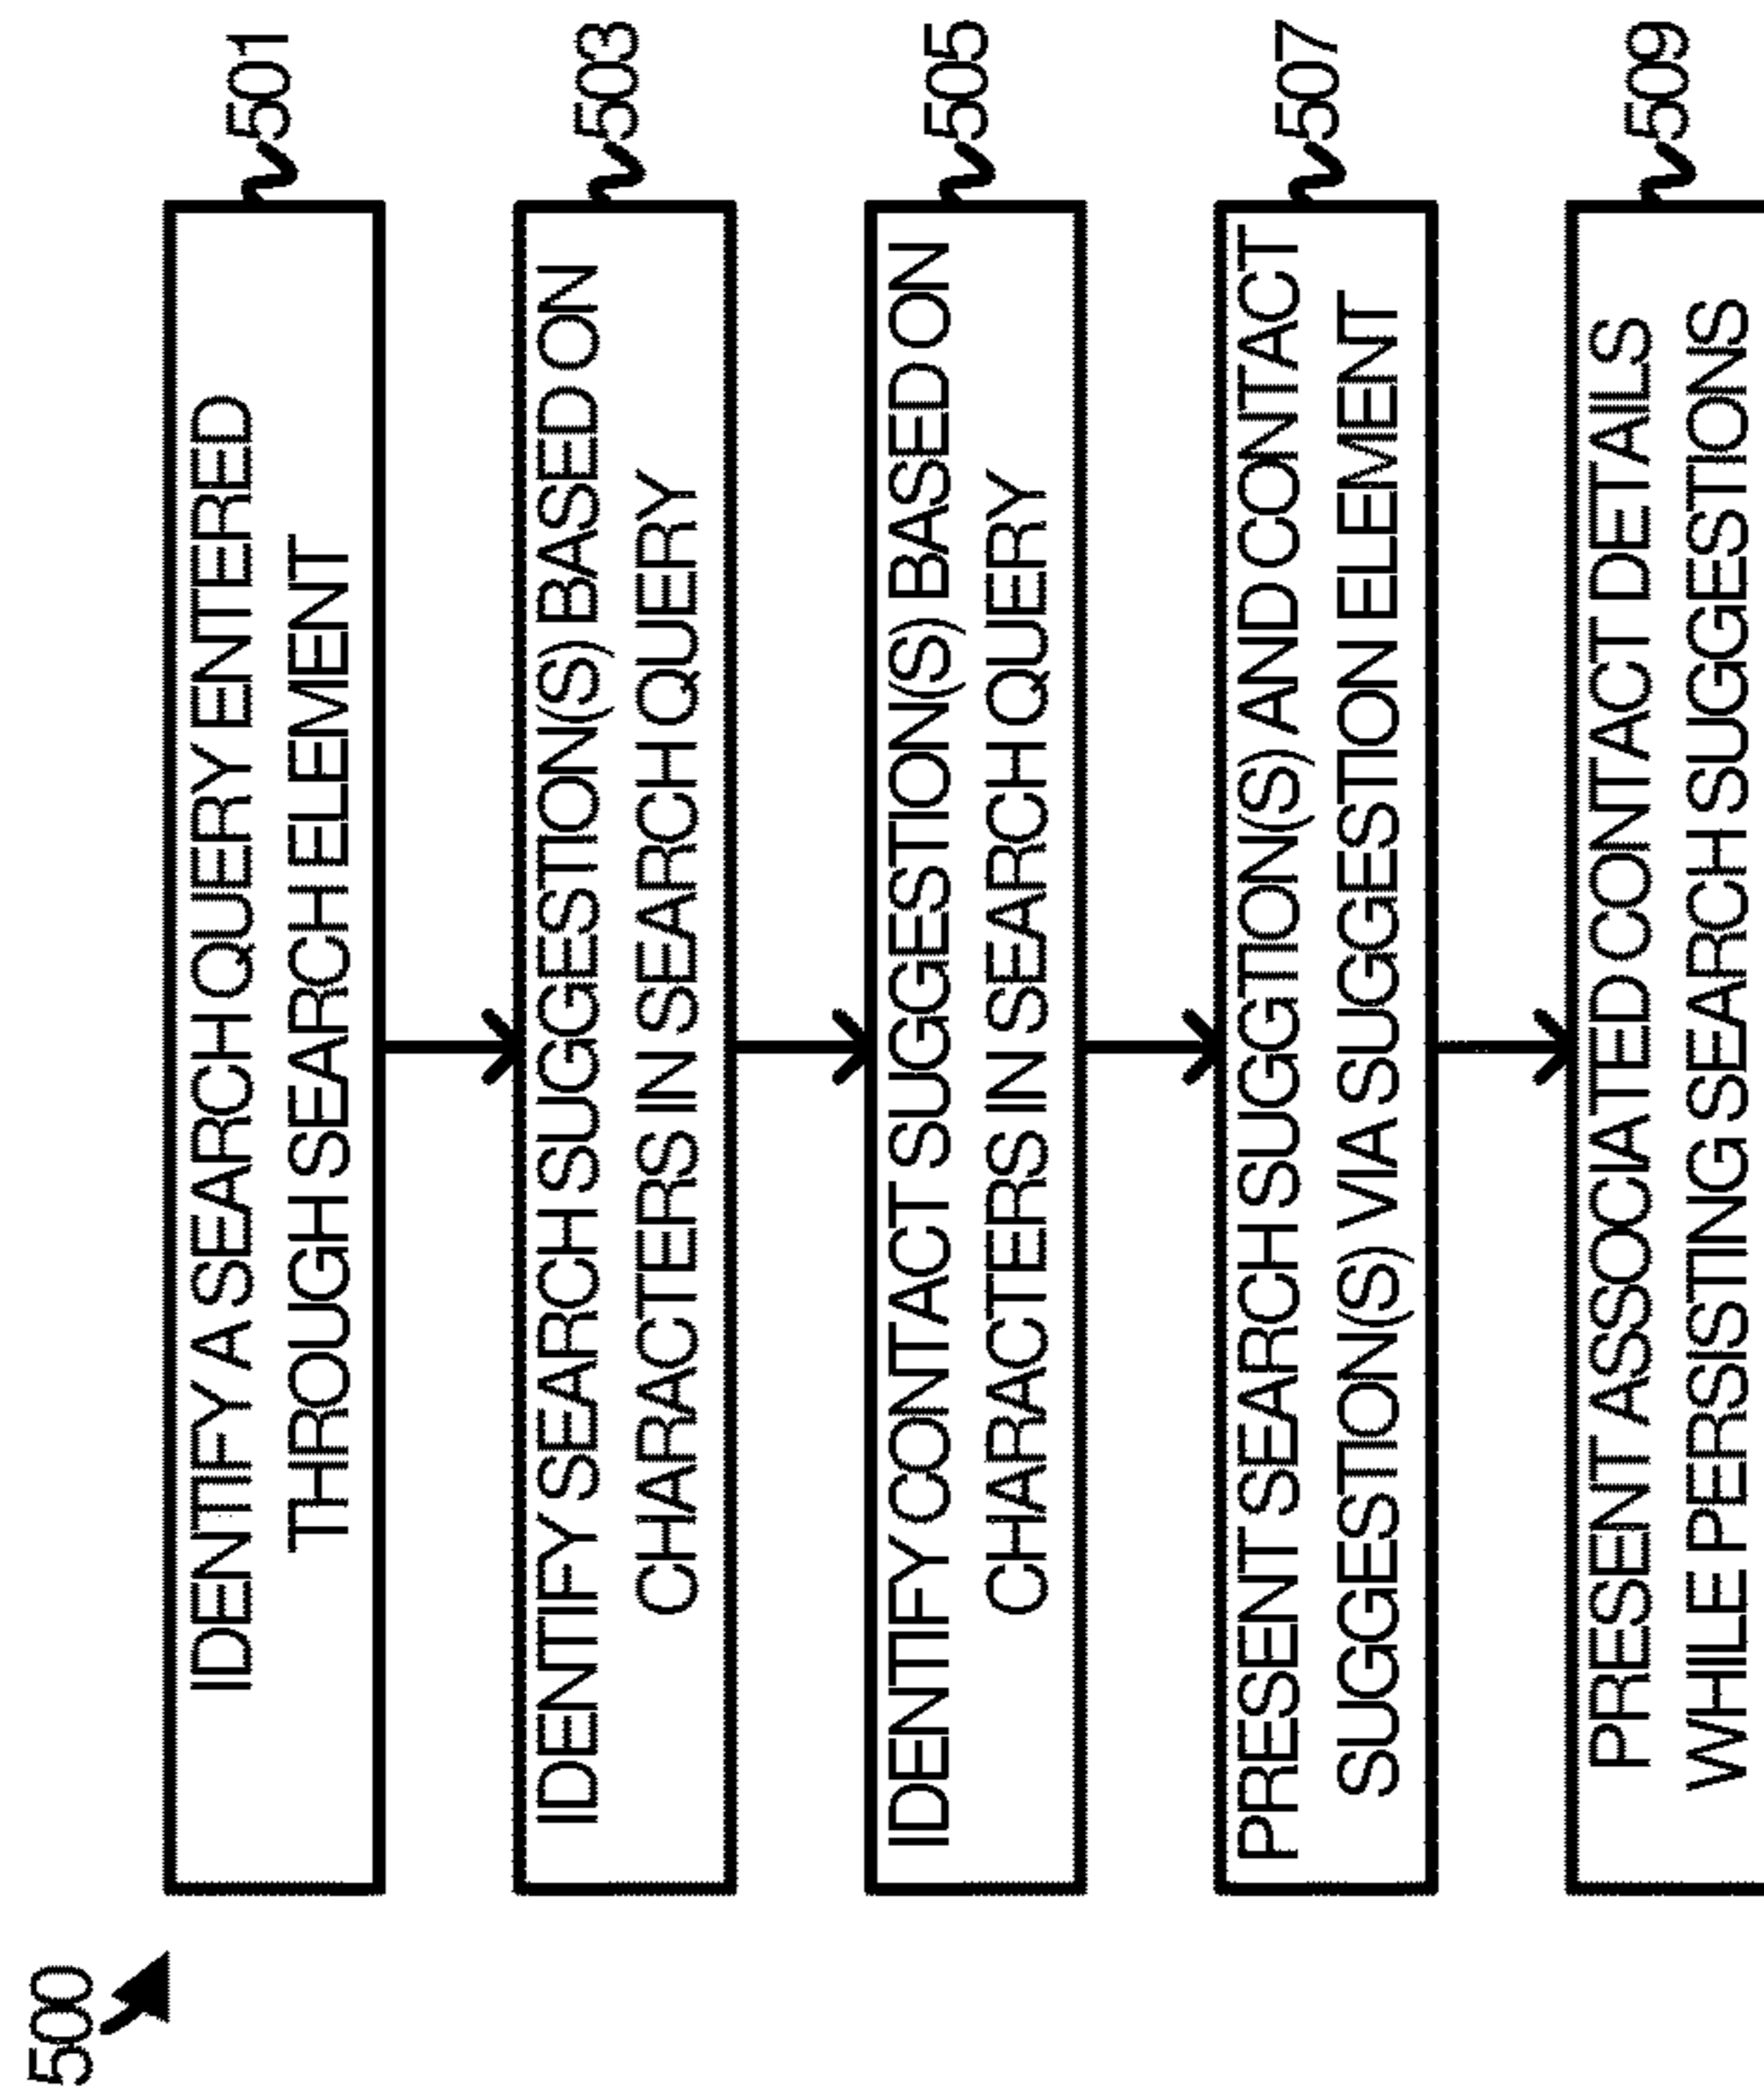 500
IDENTIFY A SEARCH QUERY ENTERED
THROUGH SEARCH ELEMENT
501
IDENTIFY SEARCH SUGGESTION(S) BASED ON
CHARACTERS IN SEARCH QUERY
503
IDENTIFY CONTACT SUGGESTION(S) BASED ON
CHARACTERS IN SEARCH QUERY
505
PRESENT SEARCH SUGGTION(S) AND CONTACT
SUGGESTION(S) VIA SUGGESTION ELEMENT
507
PRESENT ASSOCIATED CONTACT DETAILS
WHILE PERSISTING SEARCH SUGGESTIONS
509